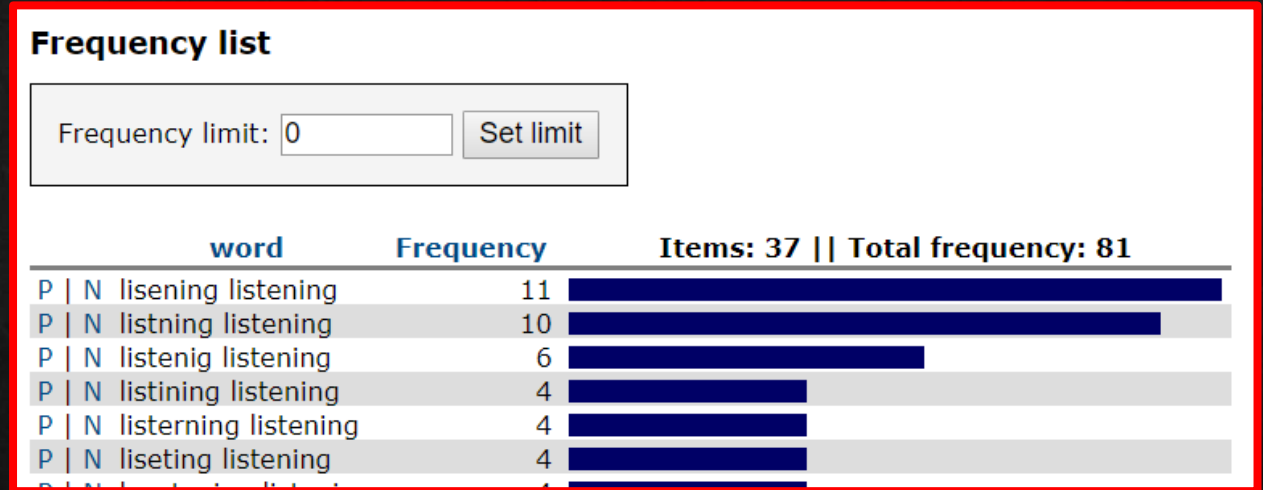 Frequency list
Frequency limit: 0 Set limit
word Frequency Items: 37 || Total frequency: 81
P | N lisening listening 11
P | N listning listening 10
P | N listenig listening 6
P | N listining listening 4
P | N listerning listening 4
P | N liseting listening 4